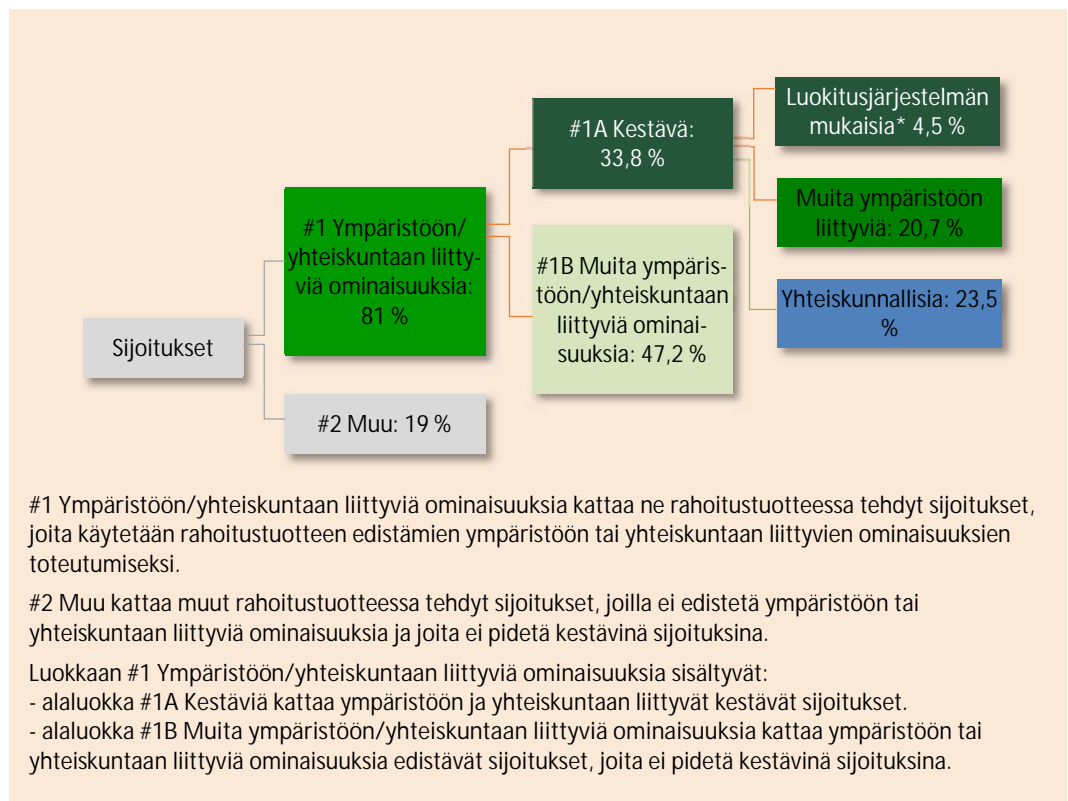 Sijoitukset
#1 Ympäristöön/
yhteiskuntaan liitty-
viä ominaisuuksia:
81 %
#2 Muu: 19 %
#1A Kestävä:
33,8 %
#1B Muita ympäris-
töön/yhteiskuntaan
liittyviä ominai-
suuksia: 47,2 %
Luokitusjärjestelmän
mukaisia* 4,5 %
Muita ympäristöön
liittyviä: 20,7 %
Yhteiskunnallisia: 23,5
%
#1 Ympäristöön/yhteiskuntaan liittyviä ominaisuuksia kattaa ne rahoitustuotteessa tehdyt sijoitukset,
joita käytetään rahoitustuotteen edistämien ympäristöön tai yhteiskuntaan liittyvien ominaisuuksien
toteutumiseksi.
#2 Muu kattaa muut rahoitustuotteessa tehdyt sijoitukset, joilla ei edistetä ympäristöön tai
yhteiskuntaan liittyviä ominaisuuksia ja joita ei pidetä kestävinä sijoituksina.
Luokkaan #1 Ympäristöön/yhteiskuntaan liittyviä ominaisuuksia sisältyvät:
- alaluokka #1A Kestäviä kattaa ympäristöön ja yhteiskuntaan liittyvät kestävät sijoitukset.
- alaluokka #1B Muita ympäristöön/yhteiskuntaan liittyviä ominaisuuksia kattaa ympäristöön tai
yhteiskuntaan liittyviä ominaisuuksia edistävät sijoitukset, joita ei pidetä kestävinä sijoituksina.